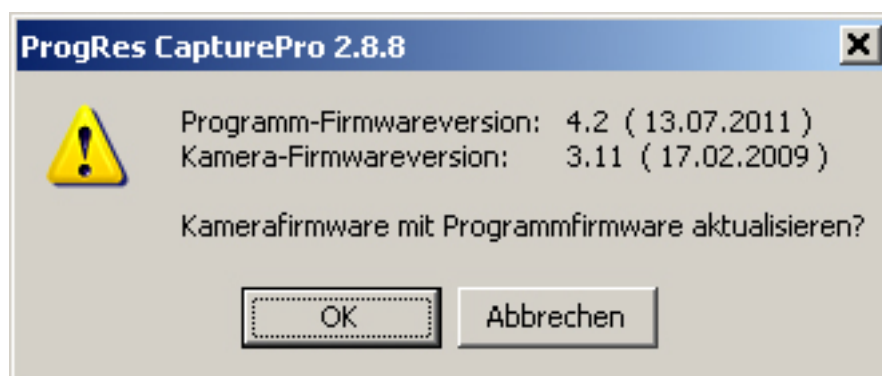 ProgRes CapturePro 2.8.8
Programm-Firmwareversion: 4.2 ( 13.07.2011 )
Kamera-Firmwareversion: 3.11 ( 17.02.2009 )
Kamerafirmware mit Programmfirmware aktualisieren?
OK
Abbrechen